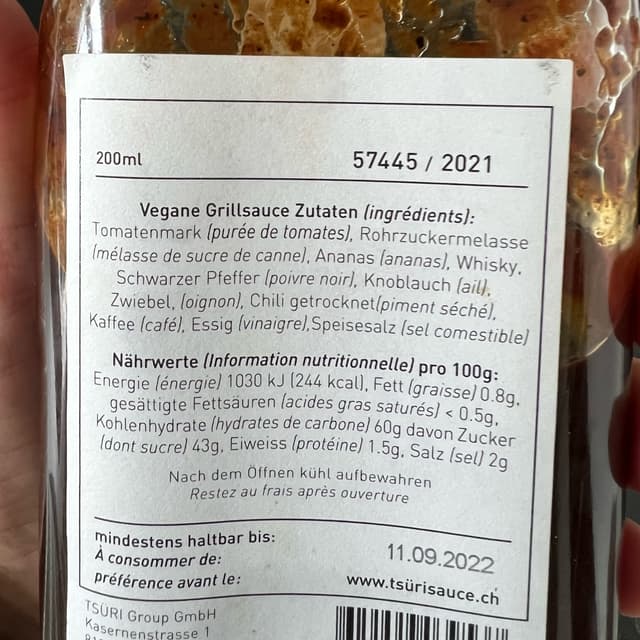 200ml 57445 / 2021
Vegane Grillsauce Zutaten (ingrédients):
Tomatenmark (purée de tomates), Rohrzuckermelasse
(mélasse de sucre de canne), Ananas (ananas), Whisky,
Schwarzer Pfeffer (poivre noir), Knoblauch (ail),
Zwiebel, (oignon), Chili getrocknet(piment séché),
Kaffee (café), Essig (vinaigre),Speisesalz (sel comestible)
Nährwerte (Information nutritionnelle) pro 100g:
Energie (énergie) 1030 kJ (244 kcal), Fett (graisse) 0.8g,
gesättigte Fettsäuren (acides gras saturés) < 0.5g,
Kohlenhydrate (hydrates de carbone) 60g davon Zucker
(dont sucre) 43g, Eiweiss (protéine) 1.5g, Salz (sel) 2g
Nach dem Öffnen kühl aufbewahren
Restez au frais après ouverture
mindestens haltbar bis:
À consommer de:
préférence avant le:
11.09.2022
www.tsürisauce.ch
TSÜRI Group GmbH
Kasernenstrasse 1